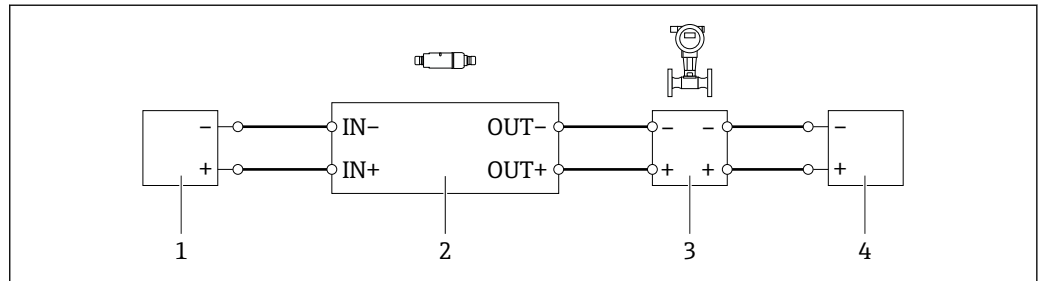 − IN− OUT− − − −
+ IN+ OUT+ + + +
1 2 3 4